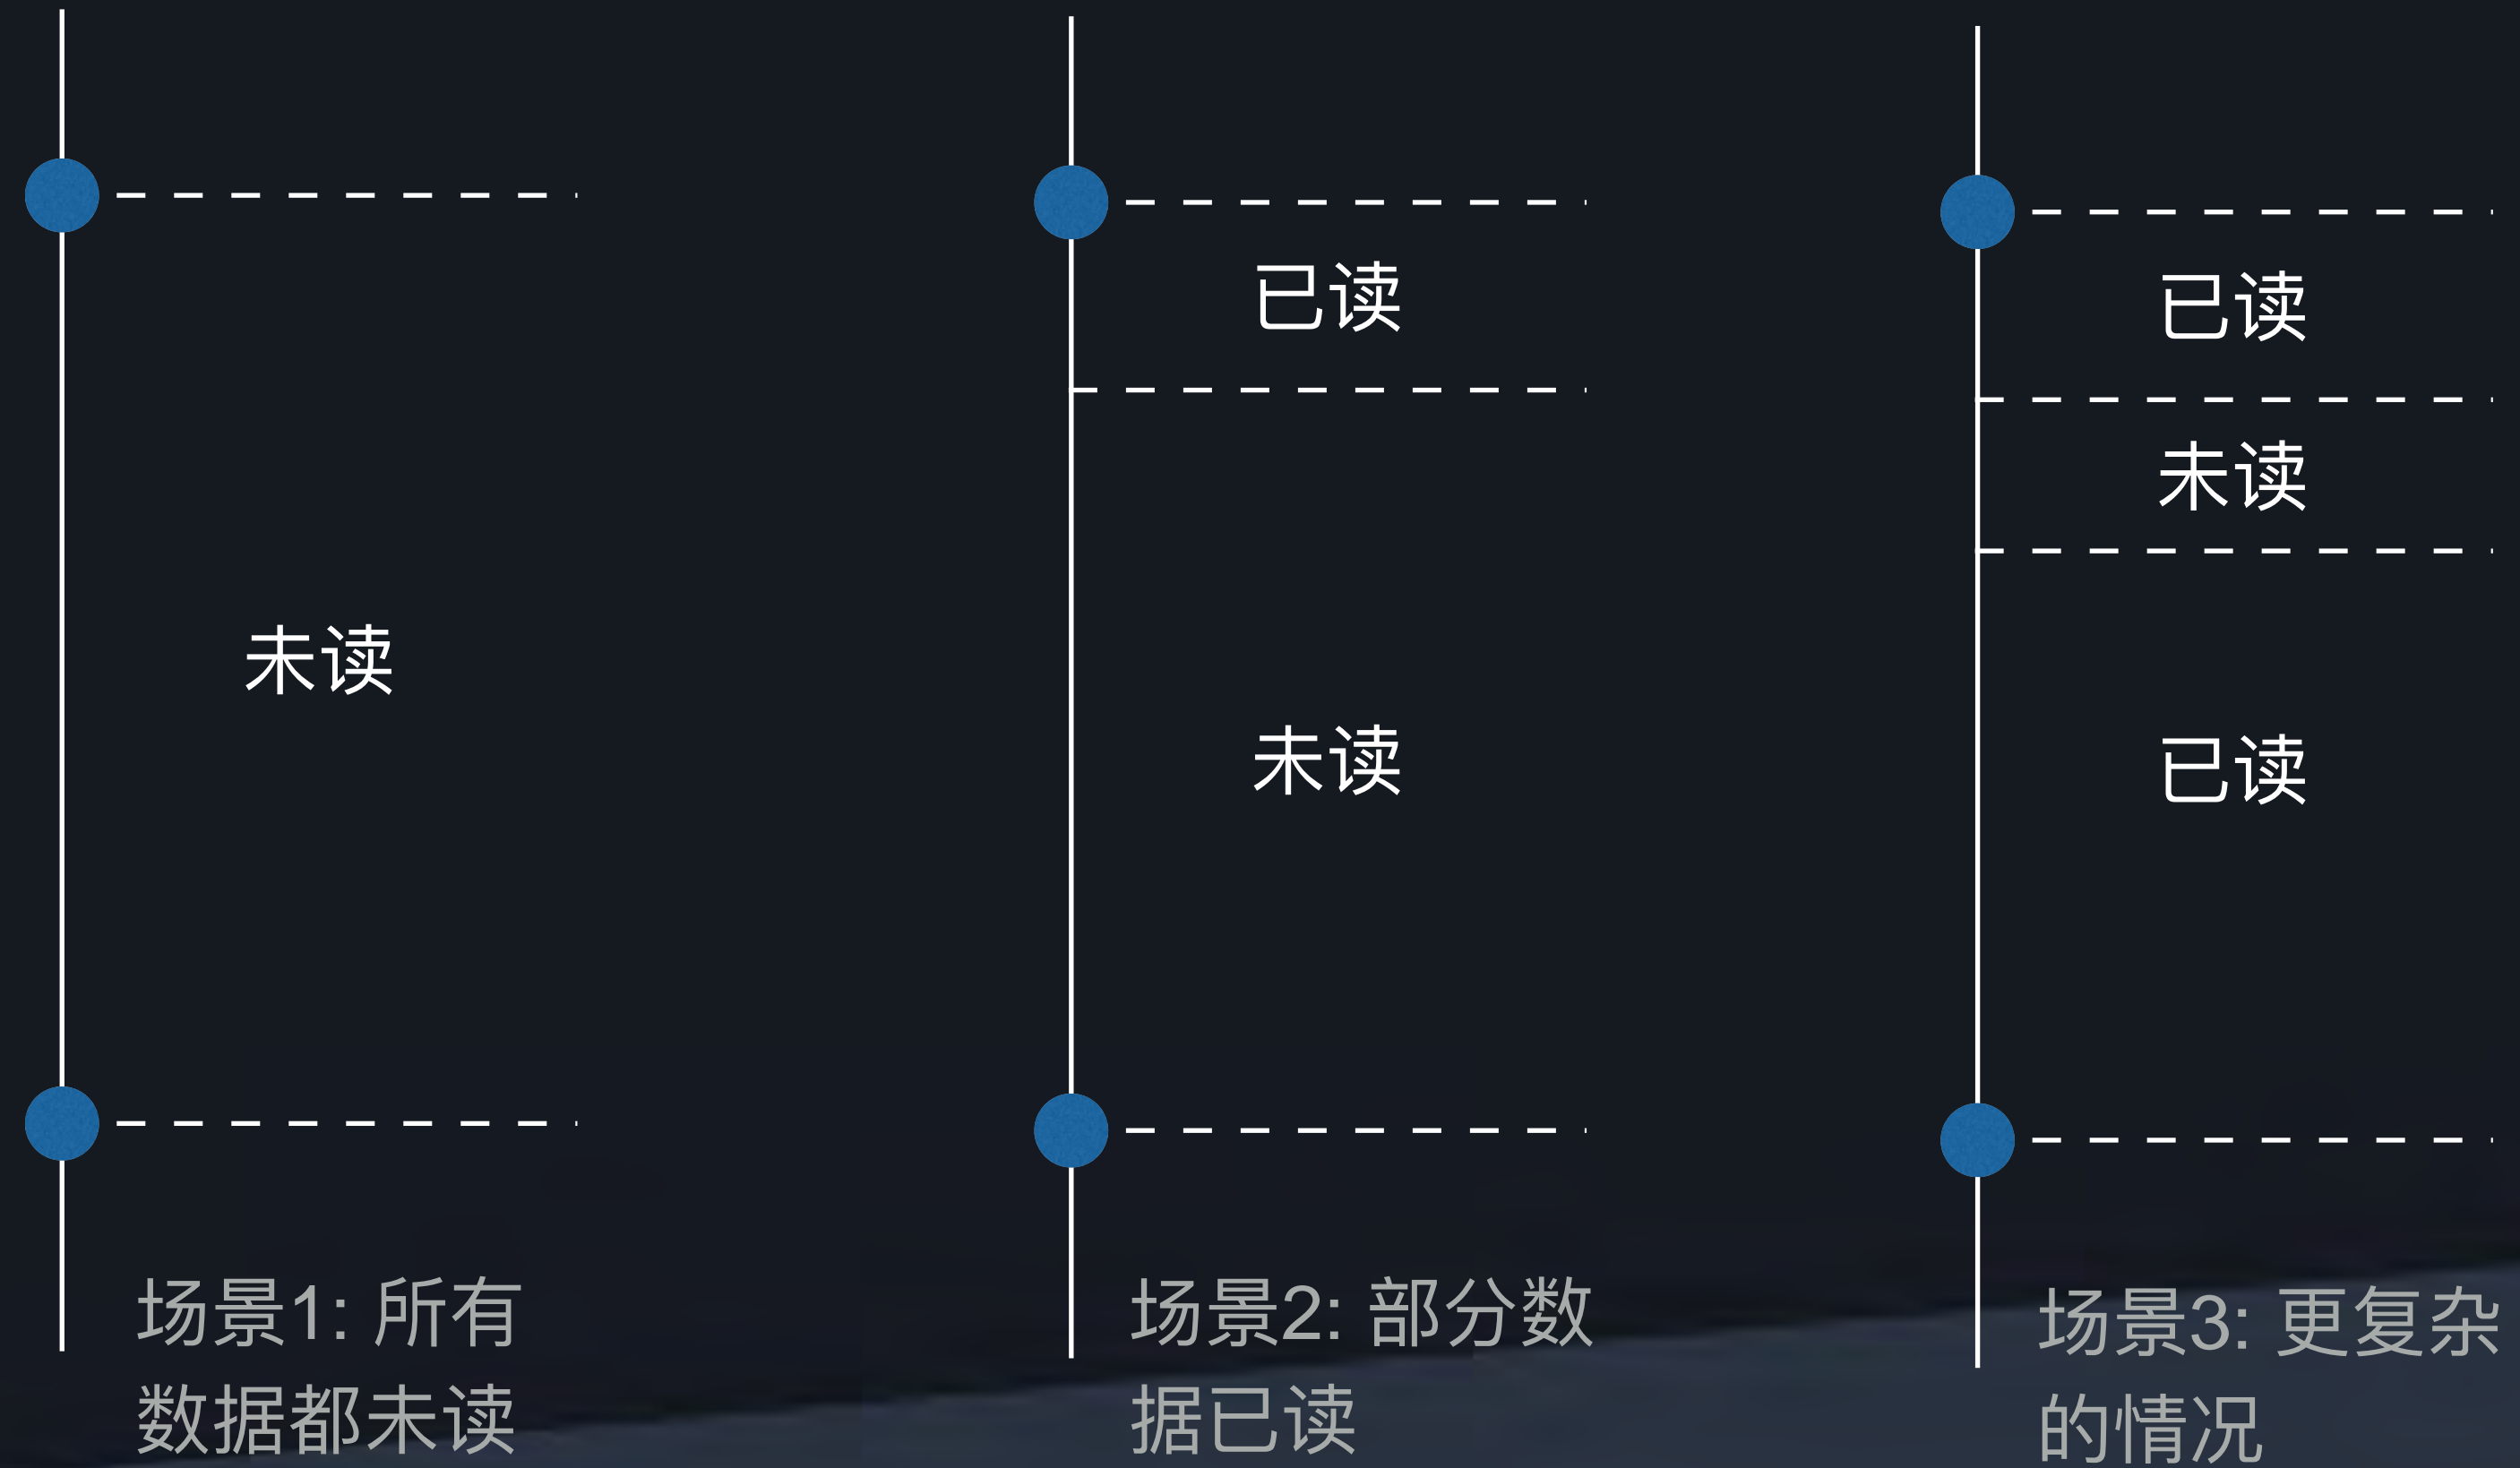 未读
场景1: 所有
数据都未读
已读
未读
场景2: 部分数
据已读
已读
未读
已读
场景3: 更复杂
的情况